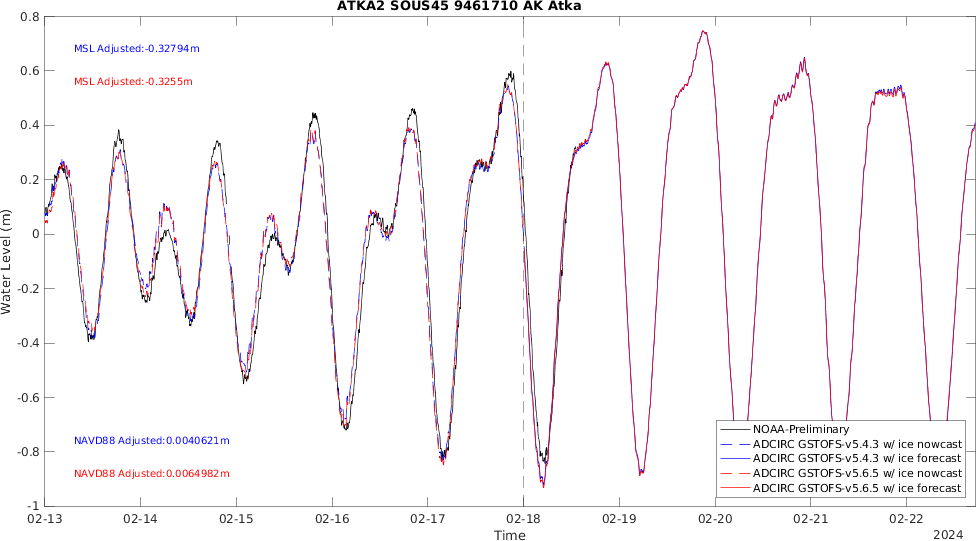 ATKA2 SOUS45 9461710 AK Atka
0.8
0.6
0.4
0.2
0
-0.2
-0.4
-0.6
-0.8
-1
Water Level (m)
MSL Adjusted:-0.32794m
MSL Adjusted:-0.3255m
NAVD88 Adjusted:0.0040621m
NAVD88 Adjusted:0.0064982m
NOAA-Preliminary
ADCIRC GSTOFS-v5.4.3 w/ ice nowcast
ADCIRC GSTOFS-v5.4.3 w/ ice forecast
ADCIRC GSTOFS-v5.6.5 w/ ice nowcast
ADCIRC GSTOFS-v5.6.5 w/ ice forecast
02-13 02-14 02-15 02-16 02-17 02-18 02-19 02-20 02-21 02-22
Time
2024